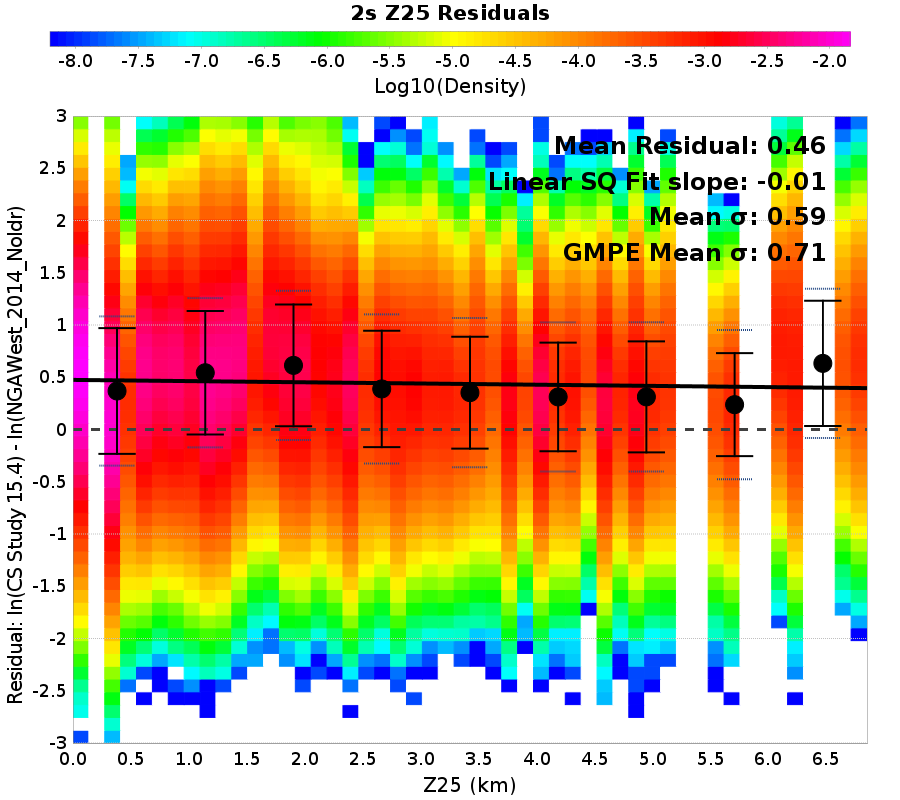 2s Z25 Residuals
-8.0 -7.5 -7.0 -6.5 -6.0 -5.5 -5.0 -4.5 -4.0 -3.5 -3.0 -2.5 -2.0
Log10(Density)
Mean Residual: 0.46
Linear SQ Fit slope: -0.01
Mean σ: 0.59
GMPE Mean σ: 0.71
Residual: ln(CS Study 15.4) - ln(NGAWest_2014_NoIdr)
3
2.5
2
1.5
1
0.5
0
-0.5
-1
-1.5
-2
-2.5
-3
0.0 0.5 1.0 1.5 2.0 2.5 3.0 3.5 4.0 4.5 5.0 5.5 6.0 6.5
Z25 (km)